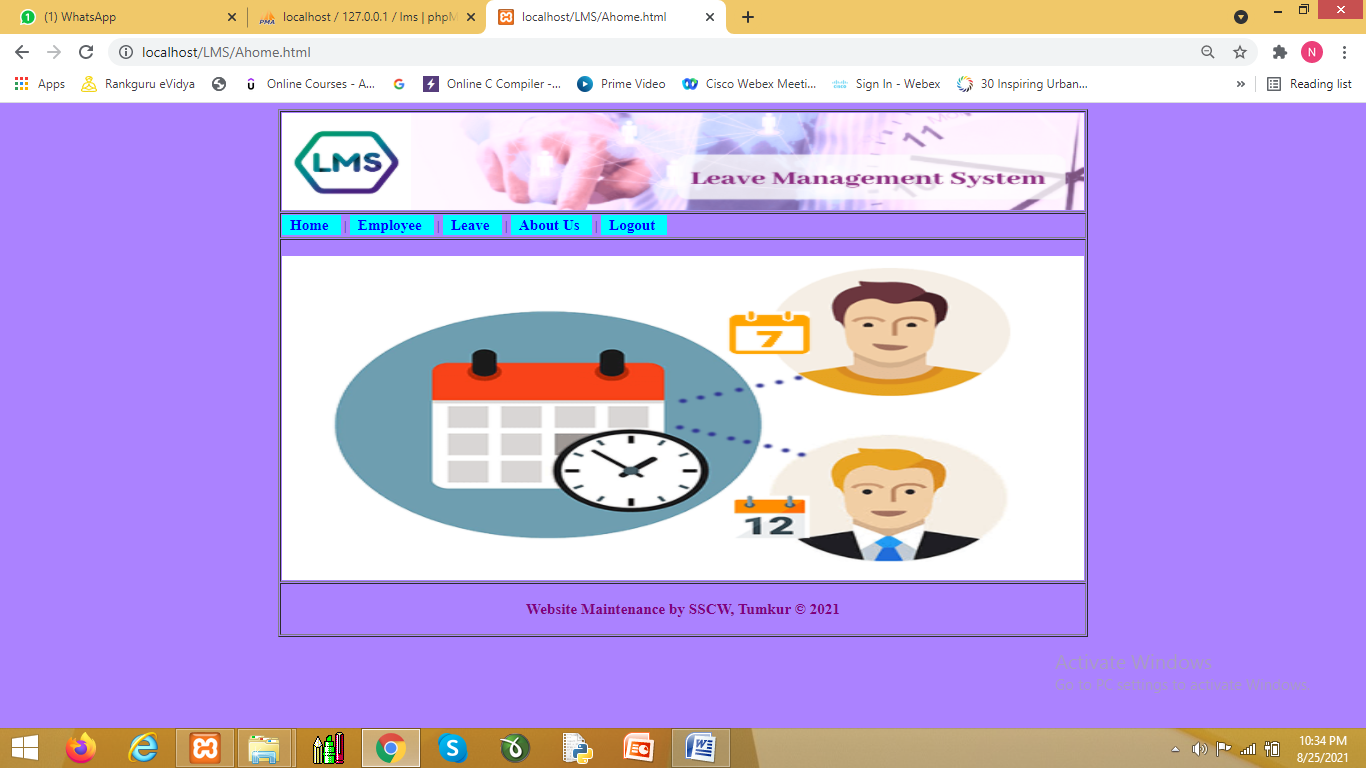 (1) WhatsApp
localhost / 127.0.0.1 / lms | phpM
localhost/LMS/Ahome.html
localhost/LMS/Ahome.html
N
Apps
Rankguru eVidya
Online Courses - A...
Online C Compiler -...
Prime Video
Cisco Webex Meeti...
Sign In - Webex
30 Inspiring Urban...
»
Reading list
LMS
11
10
Leave Management System
Home | Employee | Leave | About Us | Logout
7
12
Website Maintenance by SSCW, Tumkur © 2021
Activate Windows
Go to PC settings to activate Windows.
10:34 PM
8/25/2021